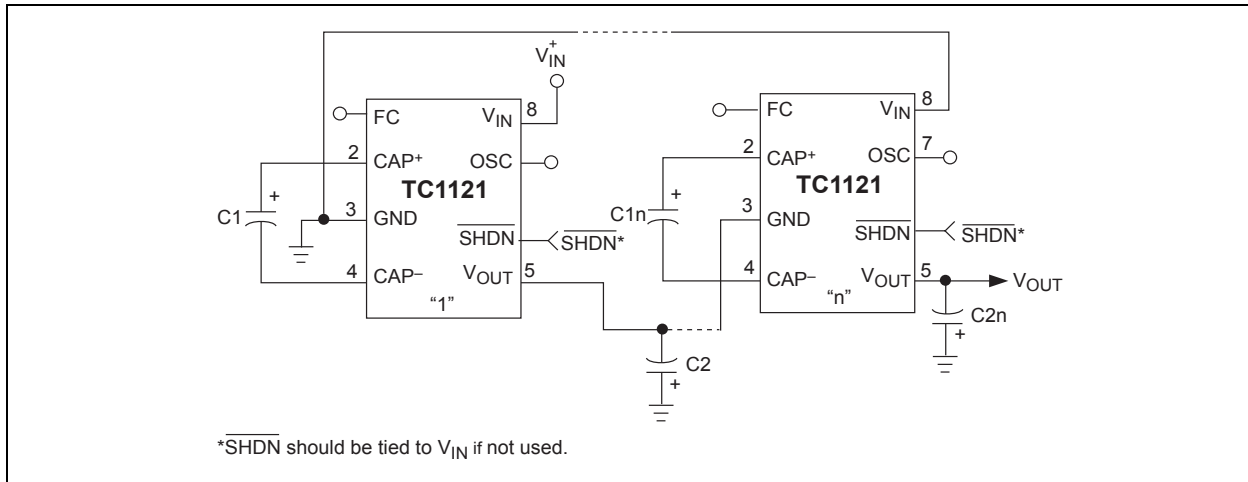 V+IN
FC
VIN
8
2
CAP+
OSC
TC1121
C1
+
3
GND
SHDN
SHDN*
4
CAP–
VOUT
5
“1”
C2
+
FC
VIN
8
2
CAP+
OSC
7
TC1121
C1n
+
3
GND
SHDN
SHDN*
4
CAP–
VOUT
5
VOUT
“n”
C2n
+
*SHDN should be tied to VIN if not used.